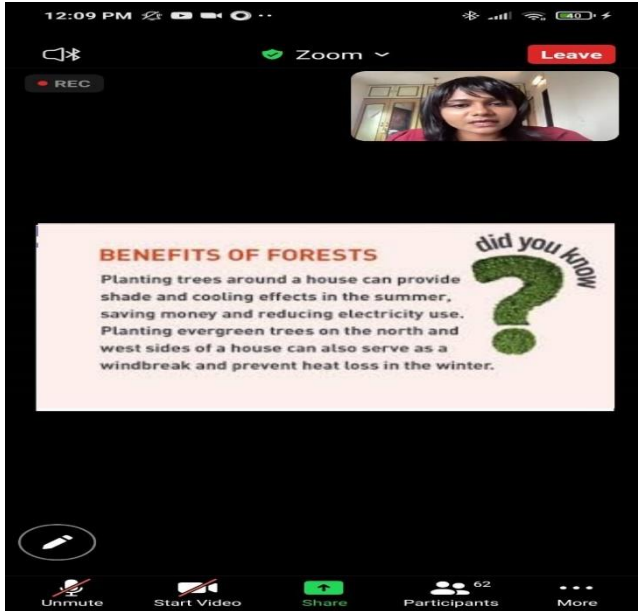 12:09 PM
40
Zoom
Leave
REC
did you know
BENEFITS OF FORESTS
Planting trees around a house can provide
shade and cooling effects in the summer,
saving money and reducing electricity use.
Planting evergreen trees on the north and
west sides of a house can also serve as a
windbreak and prevent heat loss in the winter.
62
Unmute
Start Video
Share
Participants
More